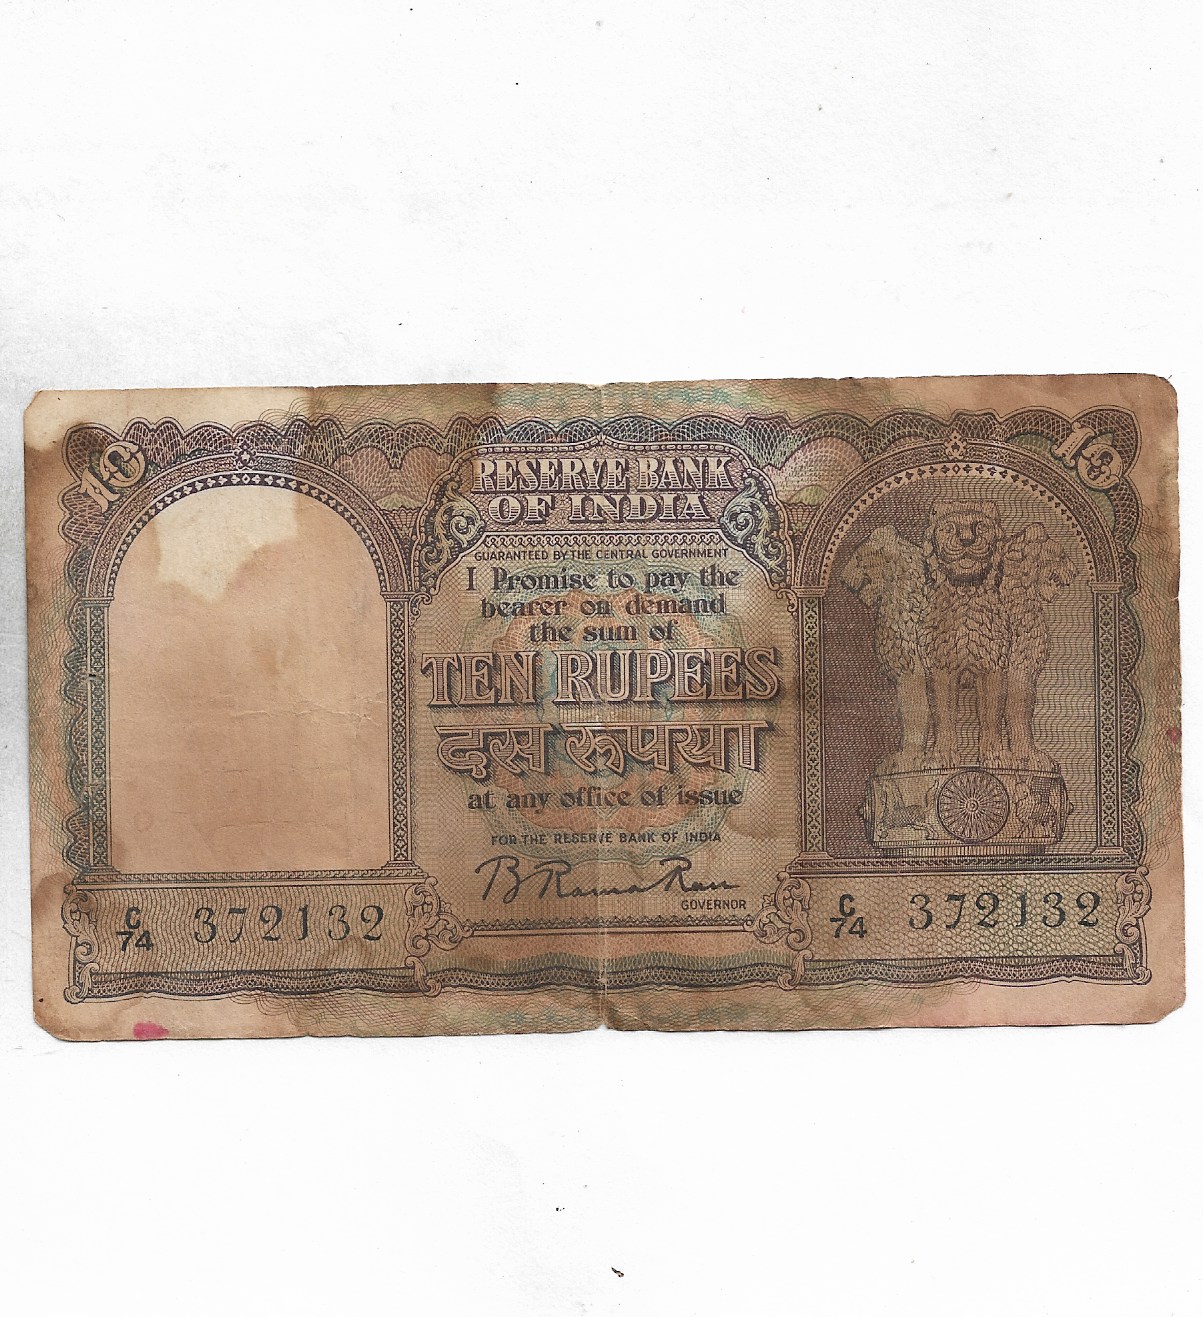 10
10
RESERVE BANK
OF INDIA
GUARANTEED BY THE CENTRAL GOVERNMENT
I Promise to pay the
bearer on demand
the sum of
TEN RUPEES
दस रूपया
at any office of issue
FOR THE RESERVE BANK OF INDIA
B Rama Rau
GOVERNOR
C/74 372132
C/74 372132